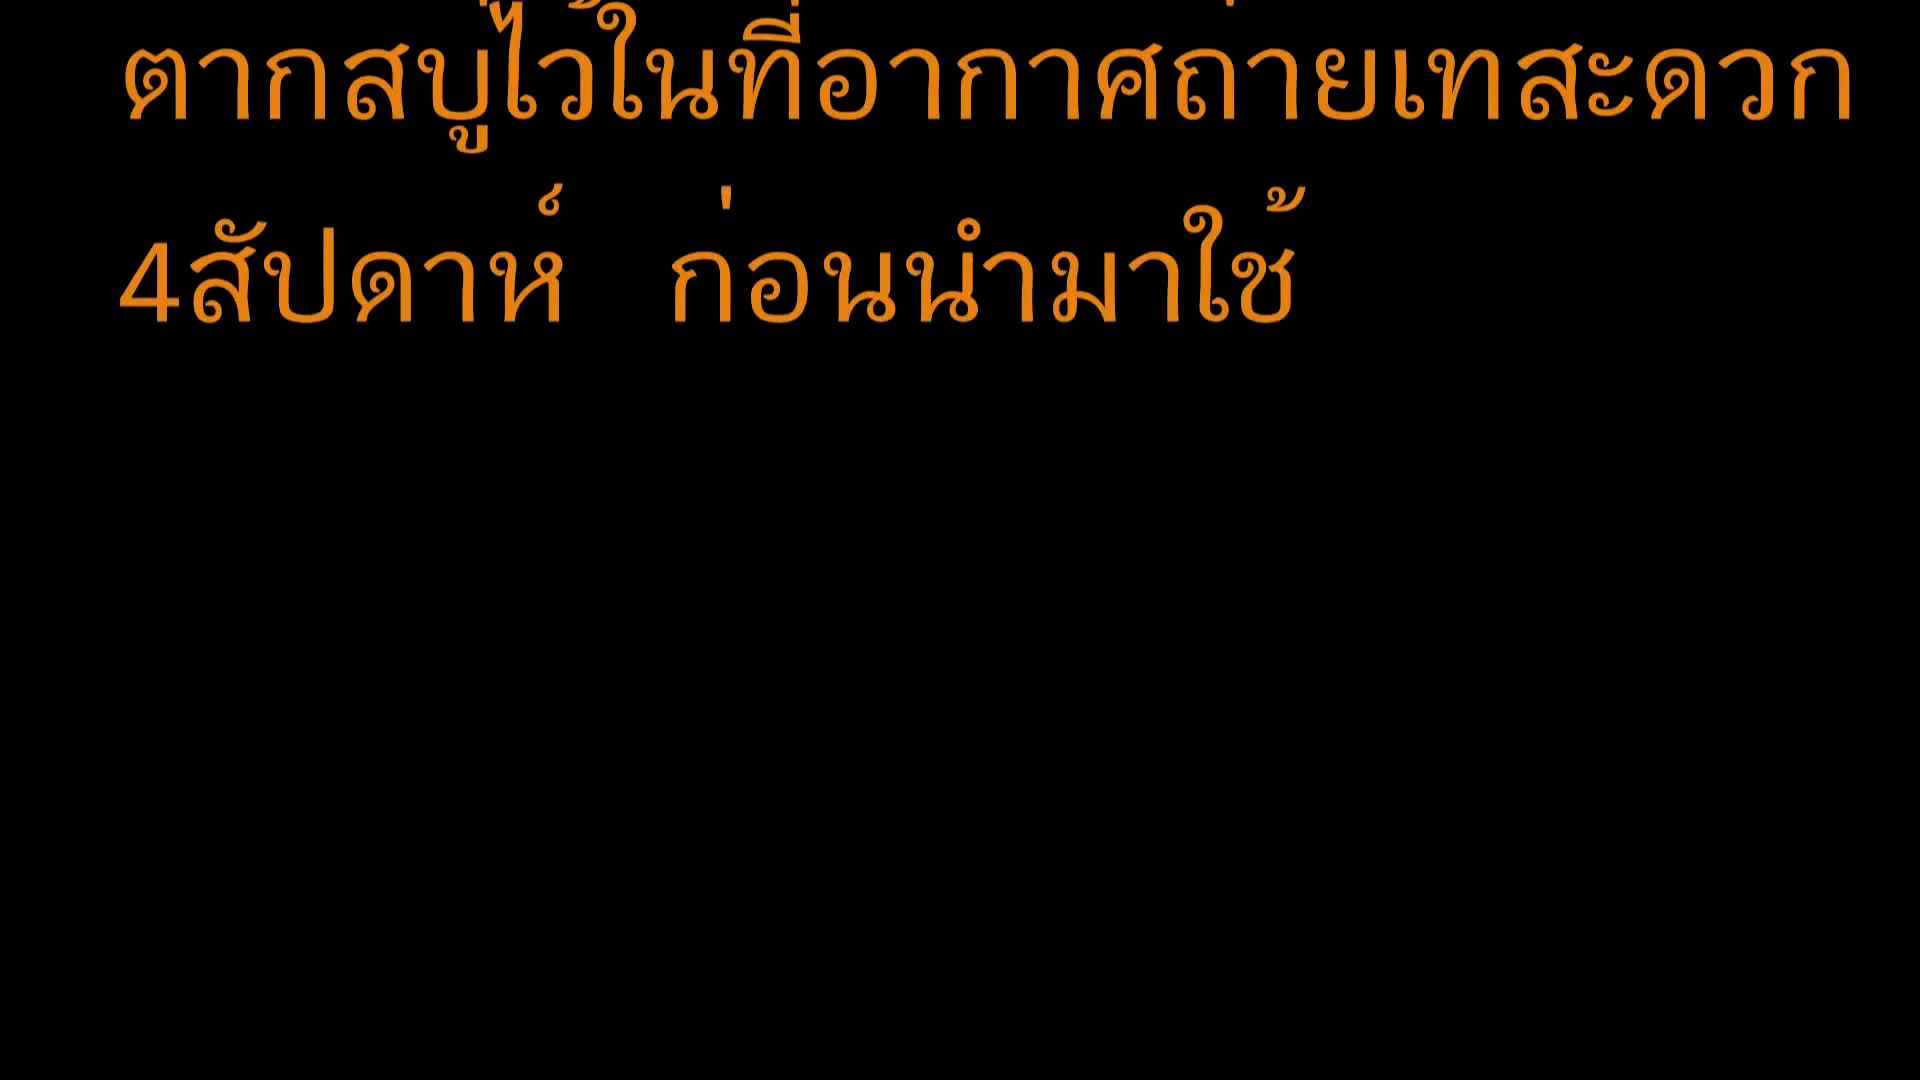 ตากสบู่ไว้ในที่อากาศถ่ายเทสะดวก
4สัปดาห์ ก่อนนำมาใช้